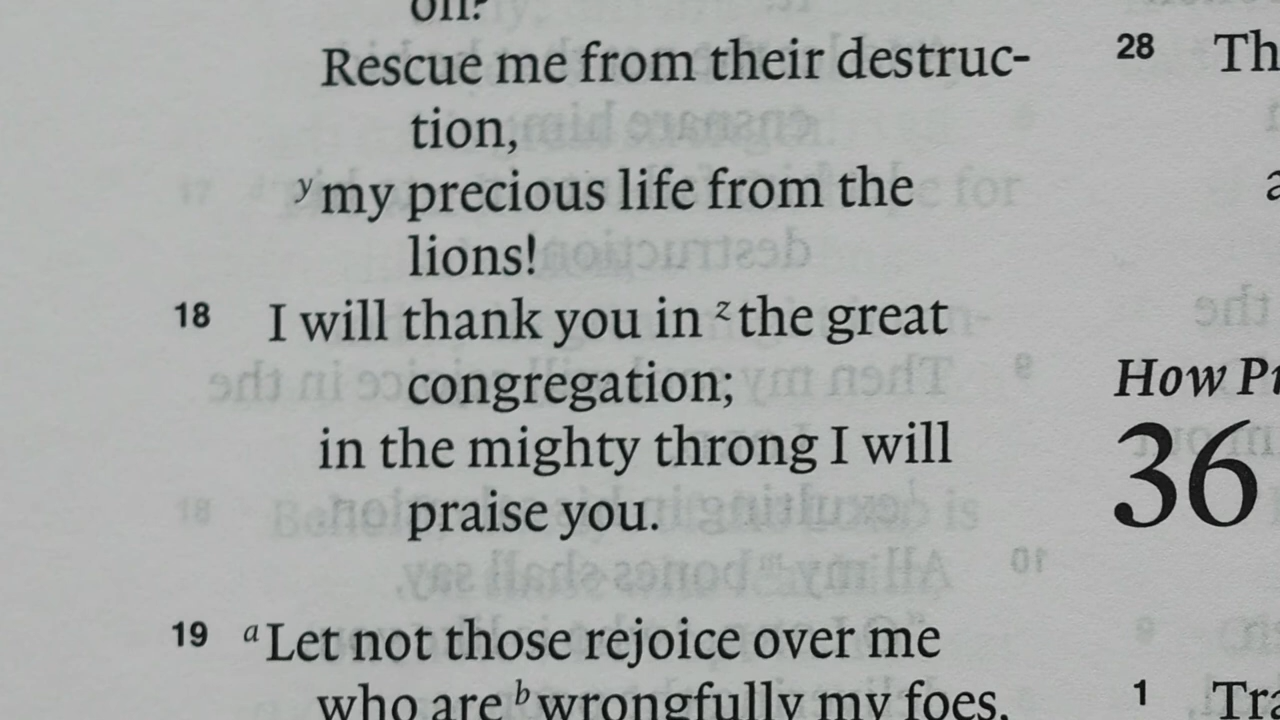 Rescue me from their destruc-
tion,
y my precious life from the
lions!
18 I will thank you in z the great
congregation;
in the mighty throng I will
praise you.
19 a Let not those rejoice over me
who are b wrongfully my foes,
28 Th
a
How Pr
36
1 Tra